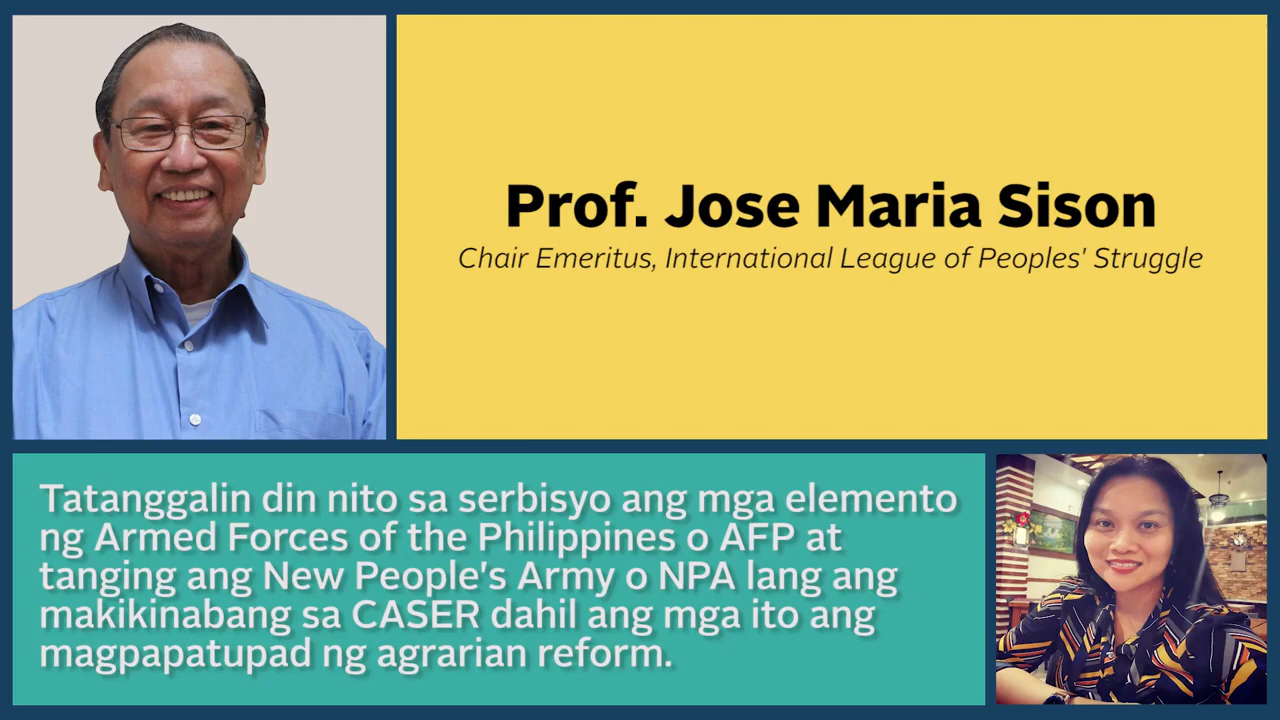 Prof. Jose Maria Sison
Chair Emeritus, International League of Peoples' Struggle
Tatanggalin din nito sa serbisyo ang mga elemento
ng Armed Forces of the Philippines o AFP at
tanging ang New People's Army o NPA lang ang
makikinabang sa CASER dahil ang mga ito ang
magpapatupad ng agrarian reform.